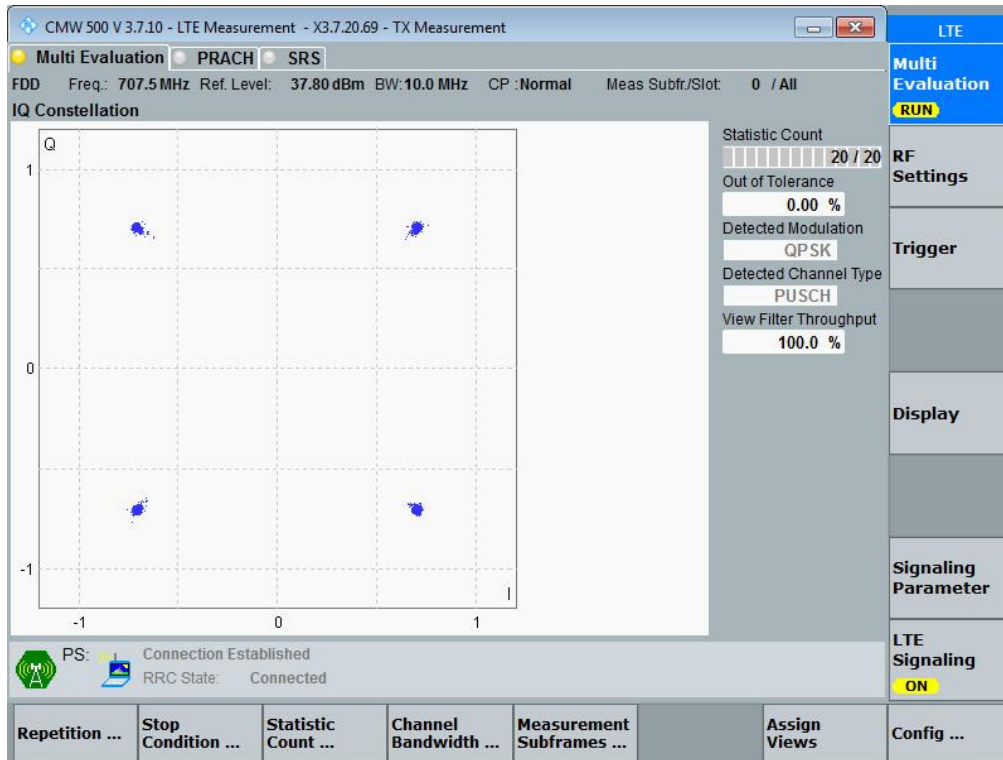 CMW 500 V 3.7.10 - LTE Measurement - X3.7.20.69 - TX Measurement
LTE
Multi Evaluation PRACH SRS
FDD Freq.: 707.5 MHz Ref. Level: 37.80 dBm BW: 10.0 MHz CP : Normal Meas Subfr./Slot: 0 / All
IQ Constellation
Q
1
0
-1
I
-1 0 1
Statistic Count
20 / 20
Out of Tolerance
0.00 %
Detected Modulation
QPSK
Detected Channel Type
PUSCH
View Filter Throughput
100.0 %
Multi
Evaluation
RUN
RF
Settings
Trigger
Display
Signaling
Parameter
LTE
Signaling
ON
PS: Connection Established
RRC State: Connected
Repetition ...
Stop
Condition ...
Statistic
Count ...
Channel
Bandwidth ...
Measurement
Subframes ...
Assign
Views
Config ...